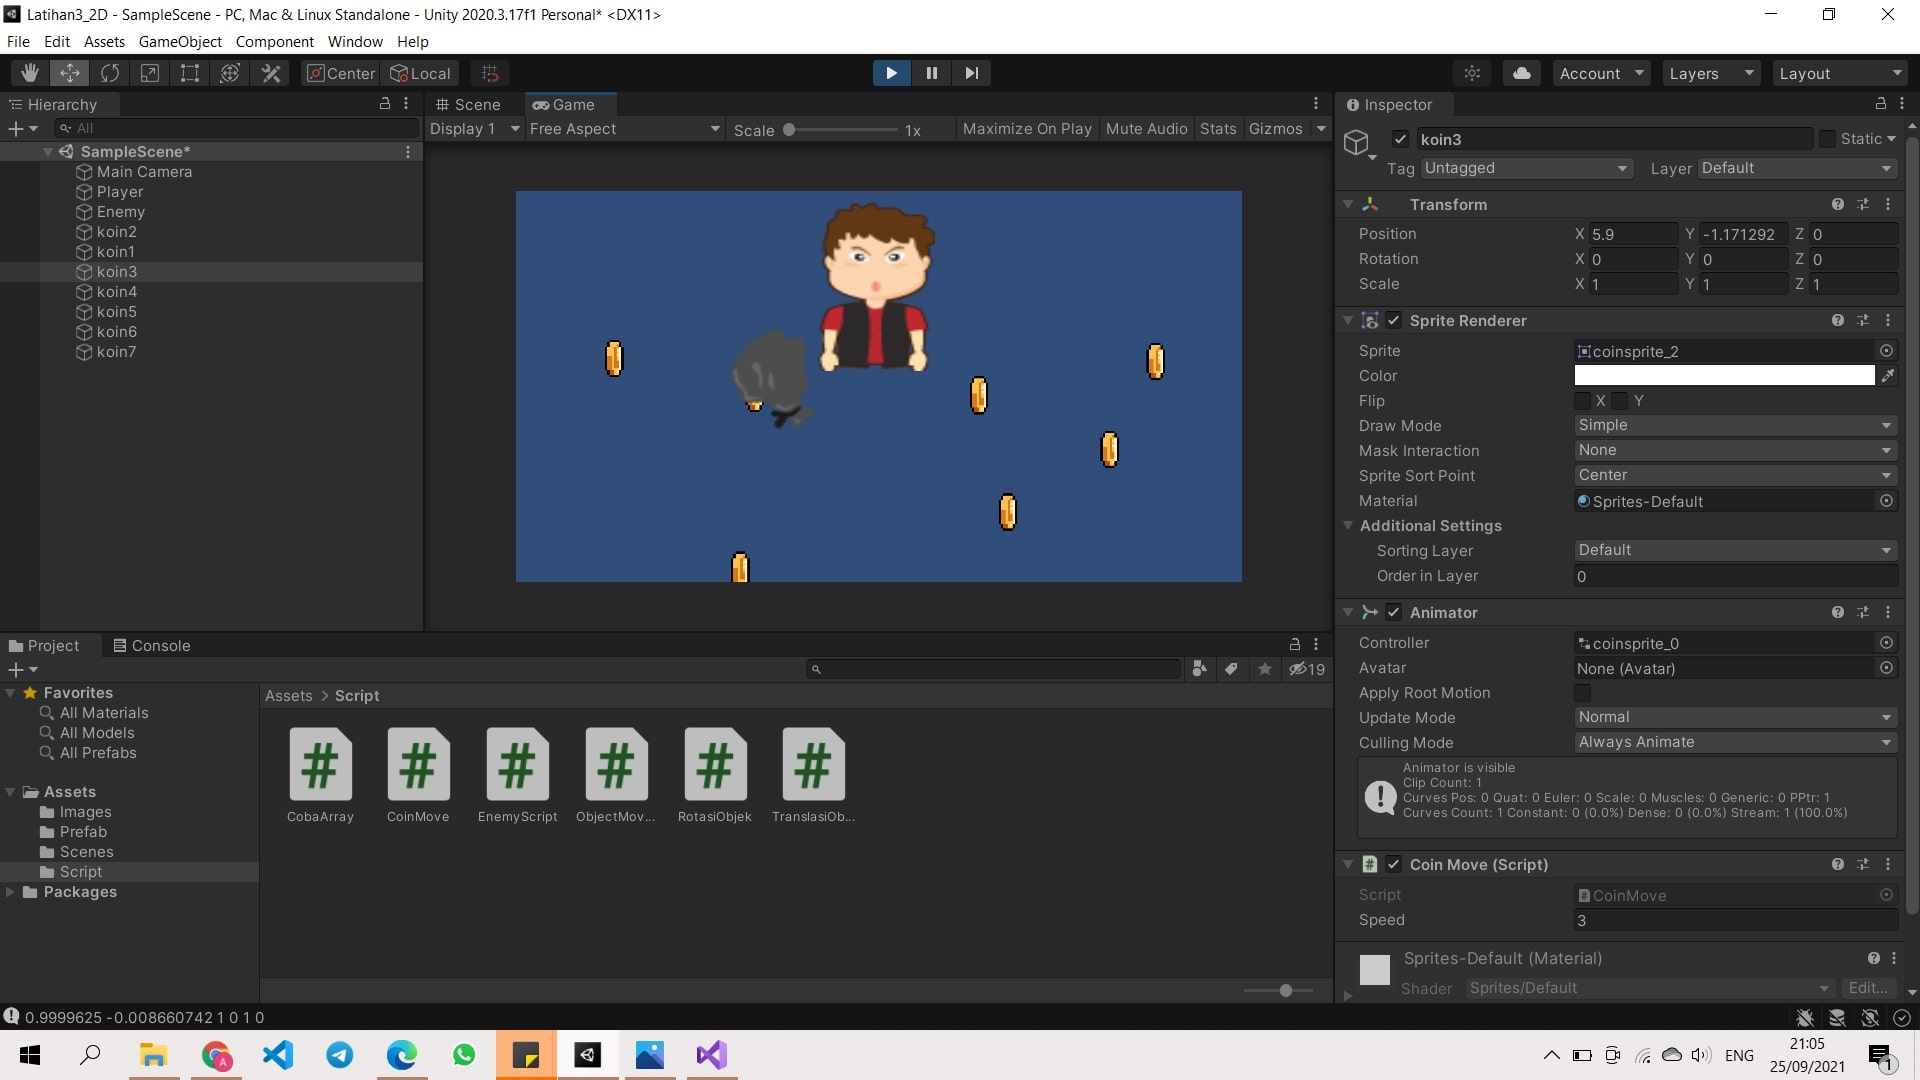 Latihan3_2D - SampleScene - PC, Mac & Linux Standalone - Unity 2020.3.17f1 Personal* <DX11>
File Edit Assets GameObject Component Window Help
Center Local Account Layers Layout
Hierarchy
All
SampleScene*
Main Camera
Player
Enemy
koin2
koin1
koin3
koin4
koin5
koin6
koin7
Scene Game
Display 1 Free Aspect Scale 1x Maximize On Play Mute Audio Stats Gizmos
Inspector
koin3 Static
Tag Untagged Layer Default
Transform
Position X 5.9 Y -1.171292 Z 0
Rotation X 0 Y 0 Z 0
Scale X 1 Y 1 Z 1
Sprite Renderer
Sprite coinsprite_2
Color
Flip X Y
Draw Mode Simple
Mask Interaction None
Sprite Sort Point Center
Material Sprites-Default
Additional Settings
Sorting Layer Default
Order in Layer 0
Animator
Controller coinsprite_0
Avatar None (Avatar)
Apply Root Motion
Update Mode Normal
Culling Mode Always Animate
Animator is visible
Clip Count: 1
Curves Pos: 0 Quat: 0 Euler: 0 Scale: 0 Muscles: 0 Generic: 0 PPtr: 1
Curves Count: 1 Constant: 0 (0.0%) Dense: 0 (0.0%) Stream: 1 (100.0%)
Coin Move (Script)
Script CoinMove
Speed 3
Sprites-Default (Material)
Shader Sprites/Default Edit...
Project Console
19
Favorites
All Materials
All Models
All Prefabs
Assets
Images
Prefab
Scenes
Script
Packages
Assets > Script
CobaArray CoinMove EnemyScript ObjectMov... RotasiObjek TranslasiOb...
0.9999625 -0.008660742 1 0 1 0
ENG
21:05
25/09/2021
1